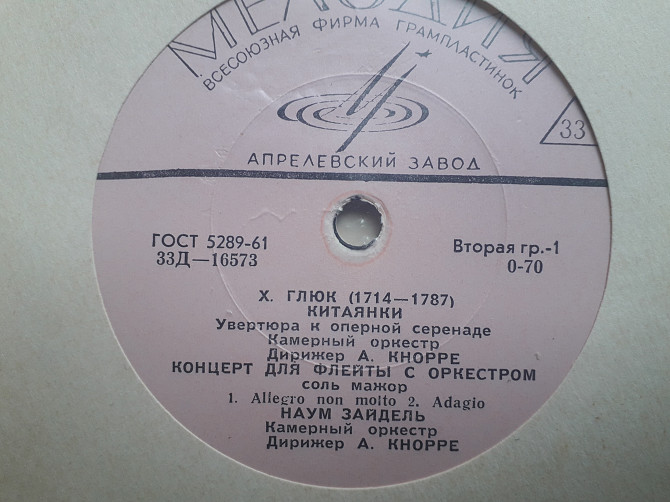 МЕЛОДИЯ
ВСЕСОЮЗНАЯ ФИРМА ГРАМПЛАСТИНОК
33
АПРЕЛЕВСКИЙ ЗАВОД
ГОСТ 5289-61
33Д—16573
Вторая гр.-1
0-70
Х. ГЛЮК (1714—1787)
КИТАЯНКИ
Увертюра к оперной серенаде
Камерный оркестр
Дирижер А. КНОРРЕ
КОНЦЕРТ ДЛЯ ФЛЕЙТЫ С ОРКЕСТРОМ
соль мажор
1. Allegro non molto 2. Adagio
НАУМ ЗАЙДЕЛЬ
Камерный оркестр
Дирижер А. КНОРРЕ